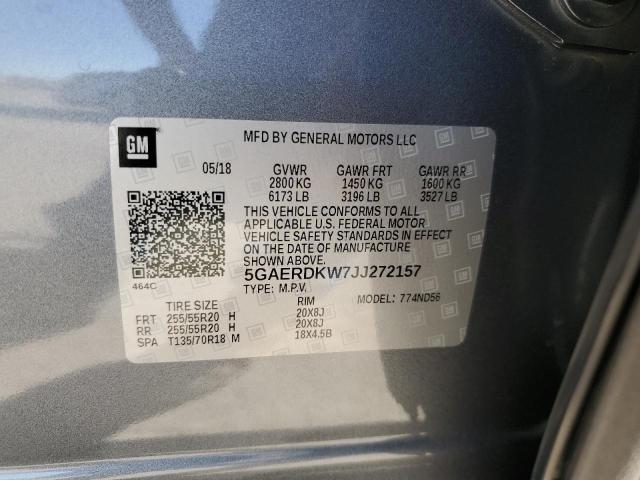 GM
MFD BY GENERAL MOTORS LLC
05/18 GVWR GAWR FRT GAWR RR
2800 KG 1450 KG 1600 KG
6173 LB 3196 LB 3527 LB
THIS VEHICLE CONFORMS TO ALL
APPLICABLE U.S. FEDERAL MOTOR
VEHICLE SAFETY STANDARDS IN EFFECT
ON THE DATE OF MANUFACTURE
SHOWN ABOVE.
5GAERDKW7JJ272157
464C
TYPE: M.P.V. MODEL: 774ND56
TIRE SIZE RIM
FRT 255/55R20 H 20X8J
RR 255/55R20 H 20X8J
SPA T135/70R18 M 18X4.5B